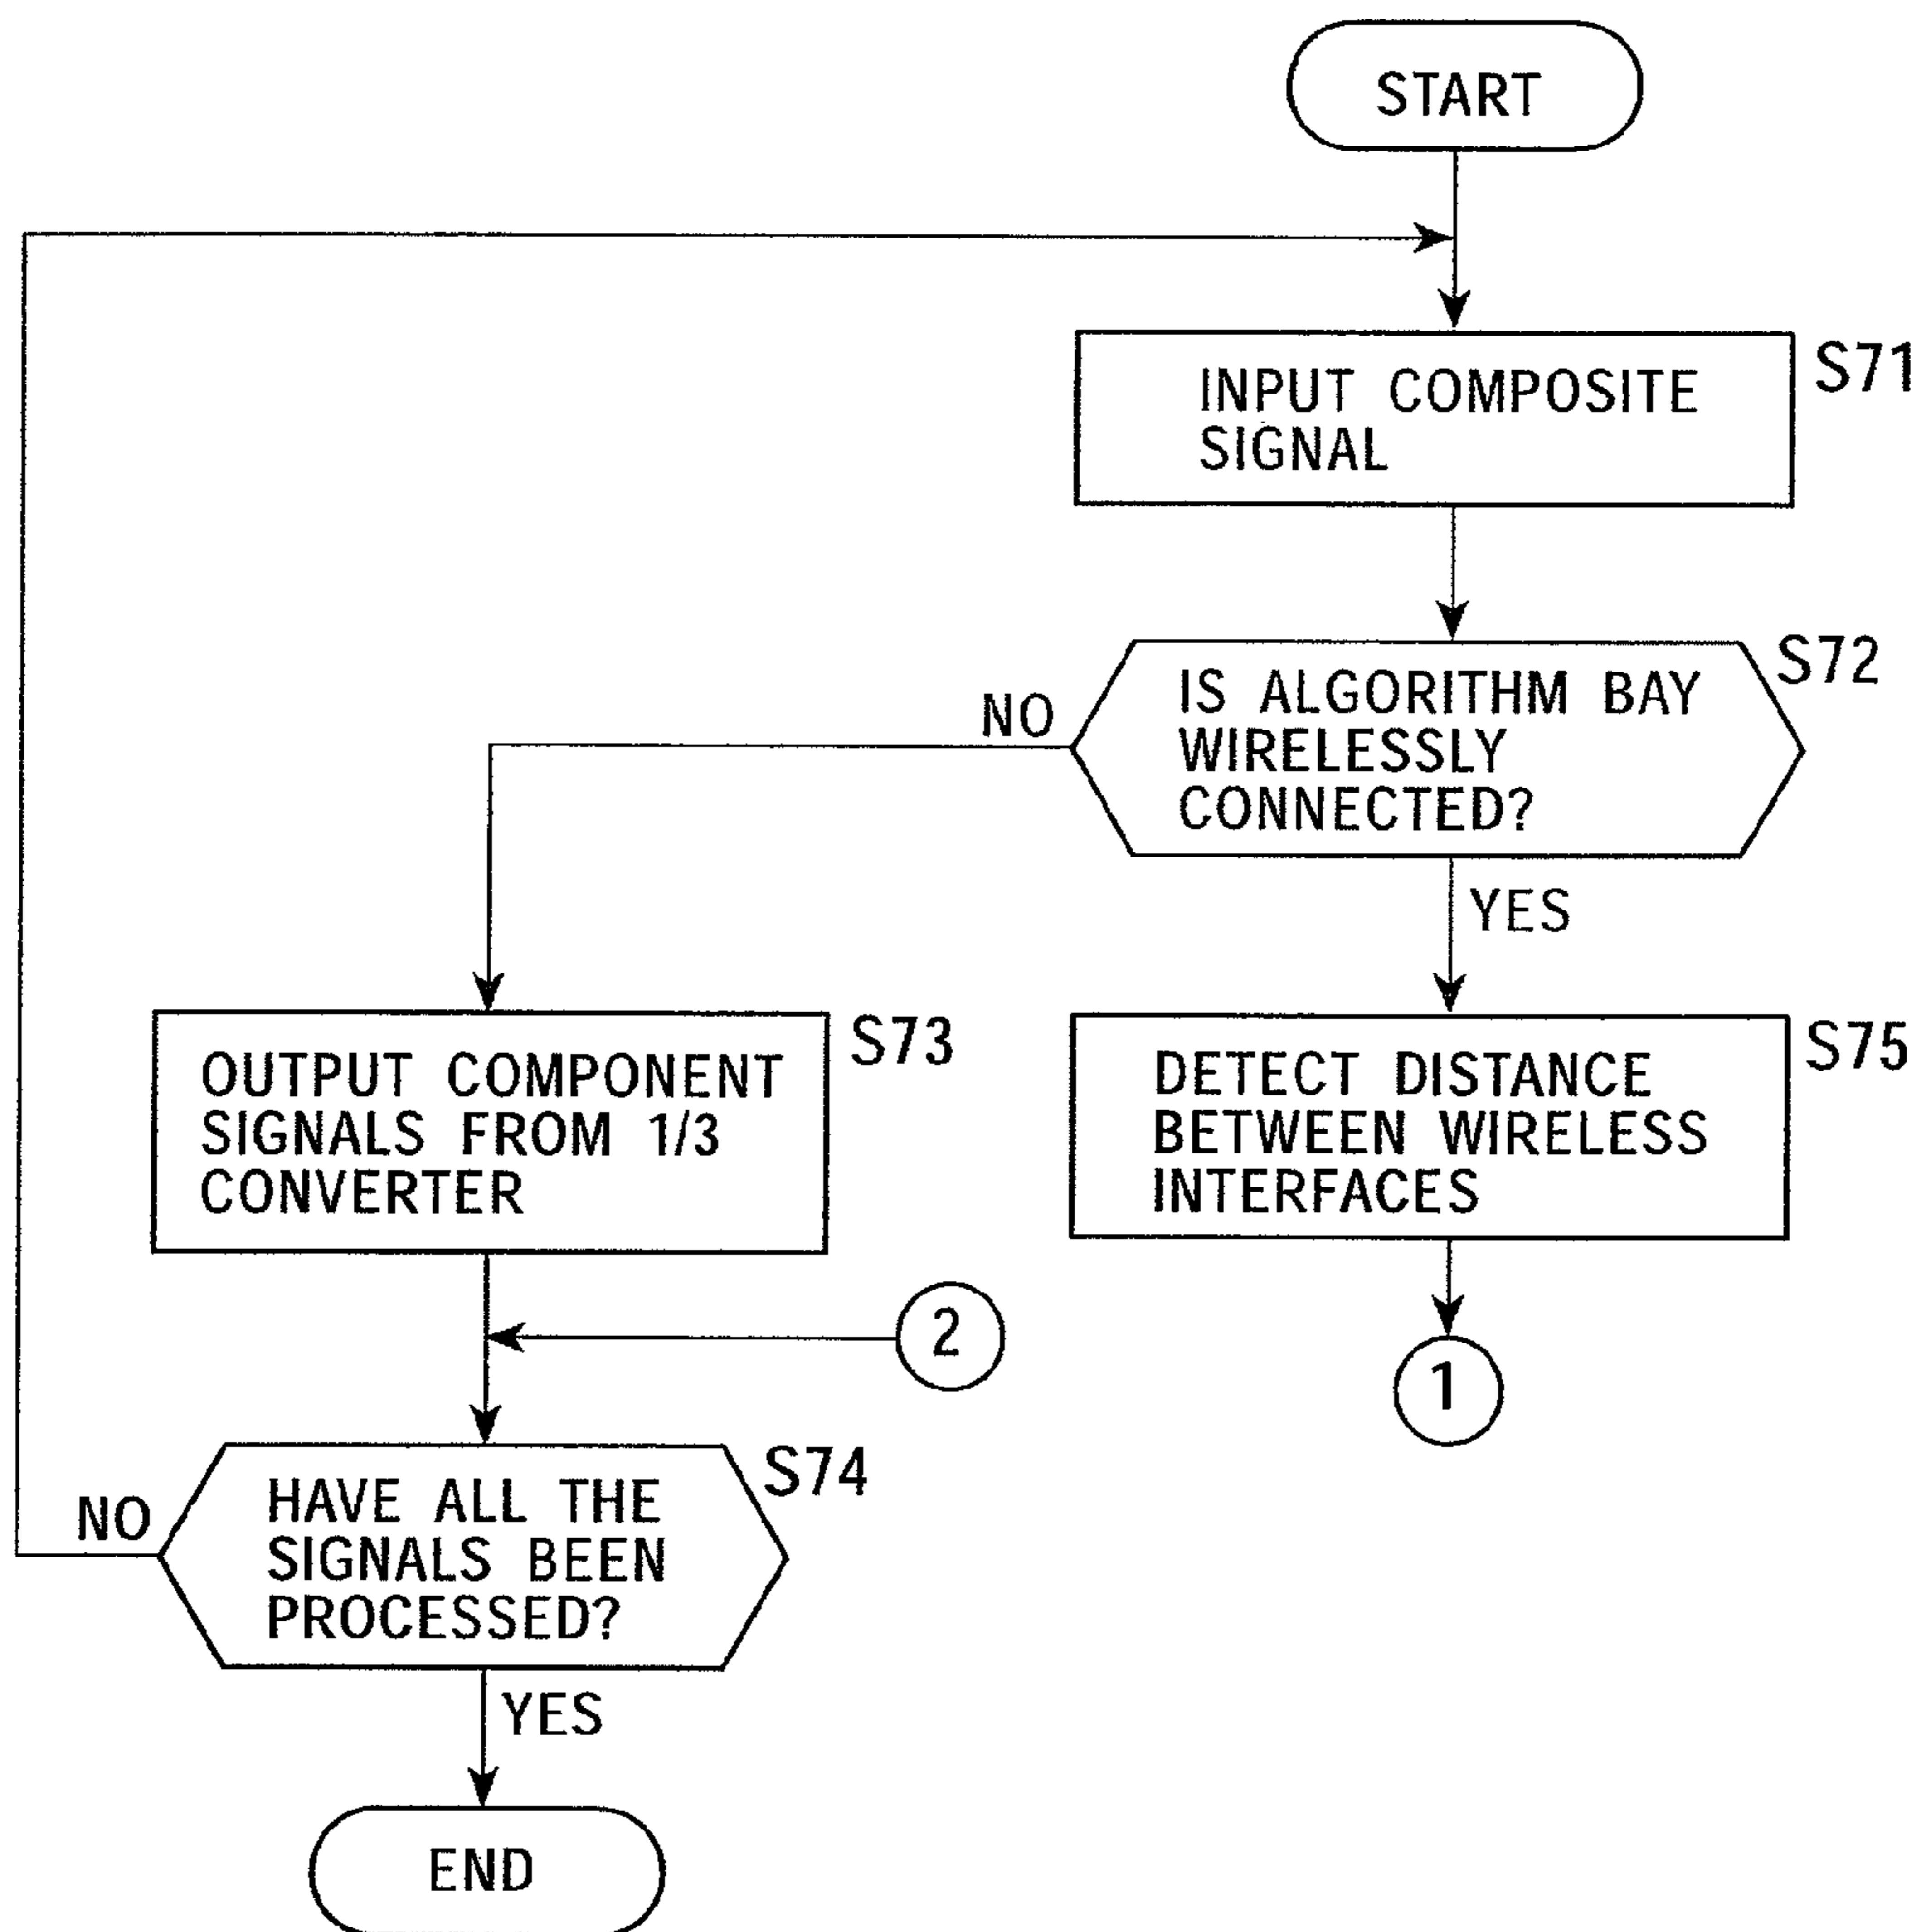 START
INPUT COMPOSITE
SIGNAL
S71
IS ALGORITHM BAY
WIRELESSLY
CONNECTED?
S72
NO
YES
OUTPUT COMPONENT
SIGNALS FROM 1/3
CONVERTER
S73
DETECT DISTANCE
BETWEEN WIRELESS
INTERFACES
S75
2
1
HAVE ALL THE
SIGNALS BEEN
PROCESSED?
S74
NO
YES
END